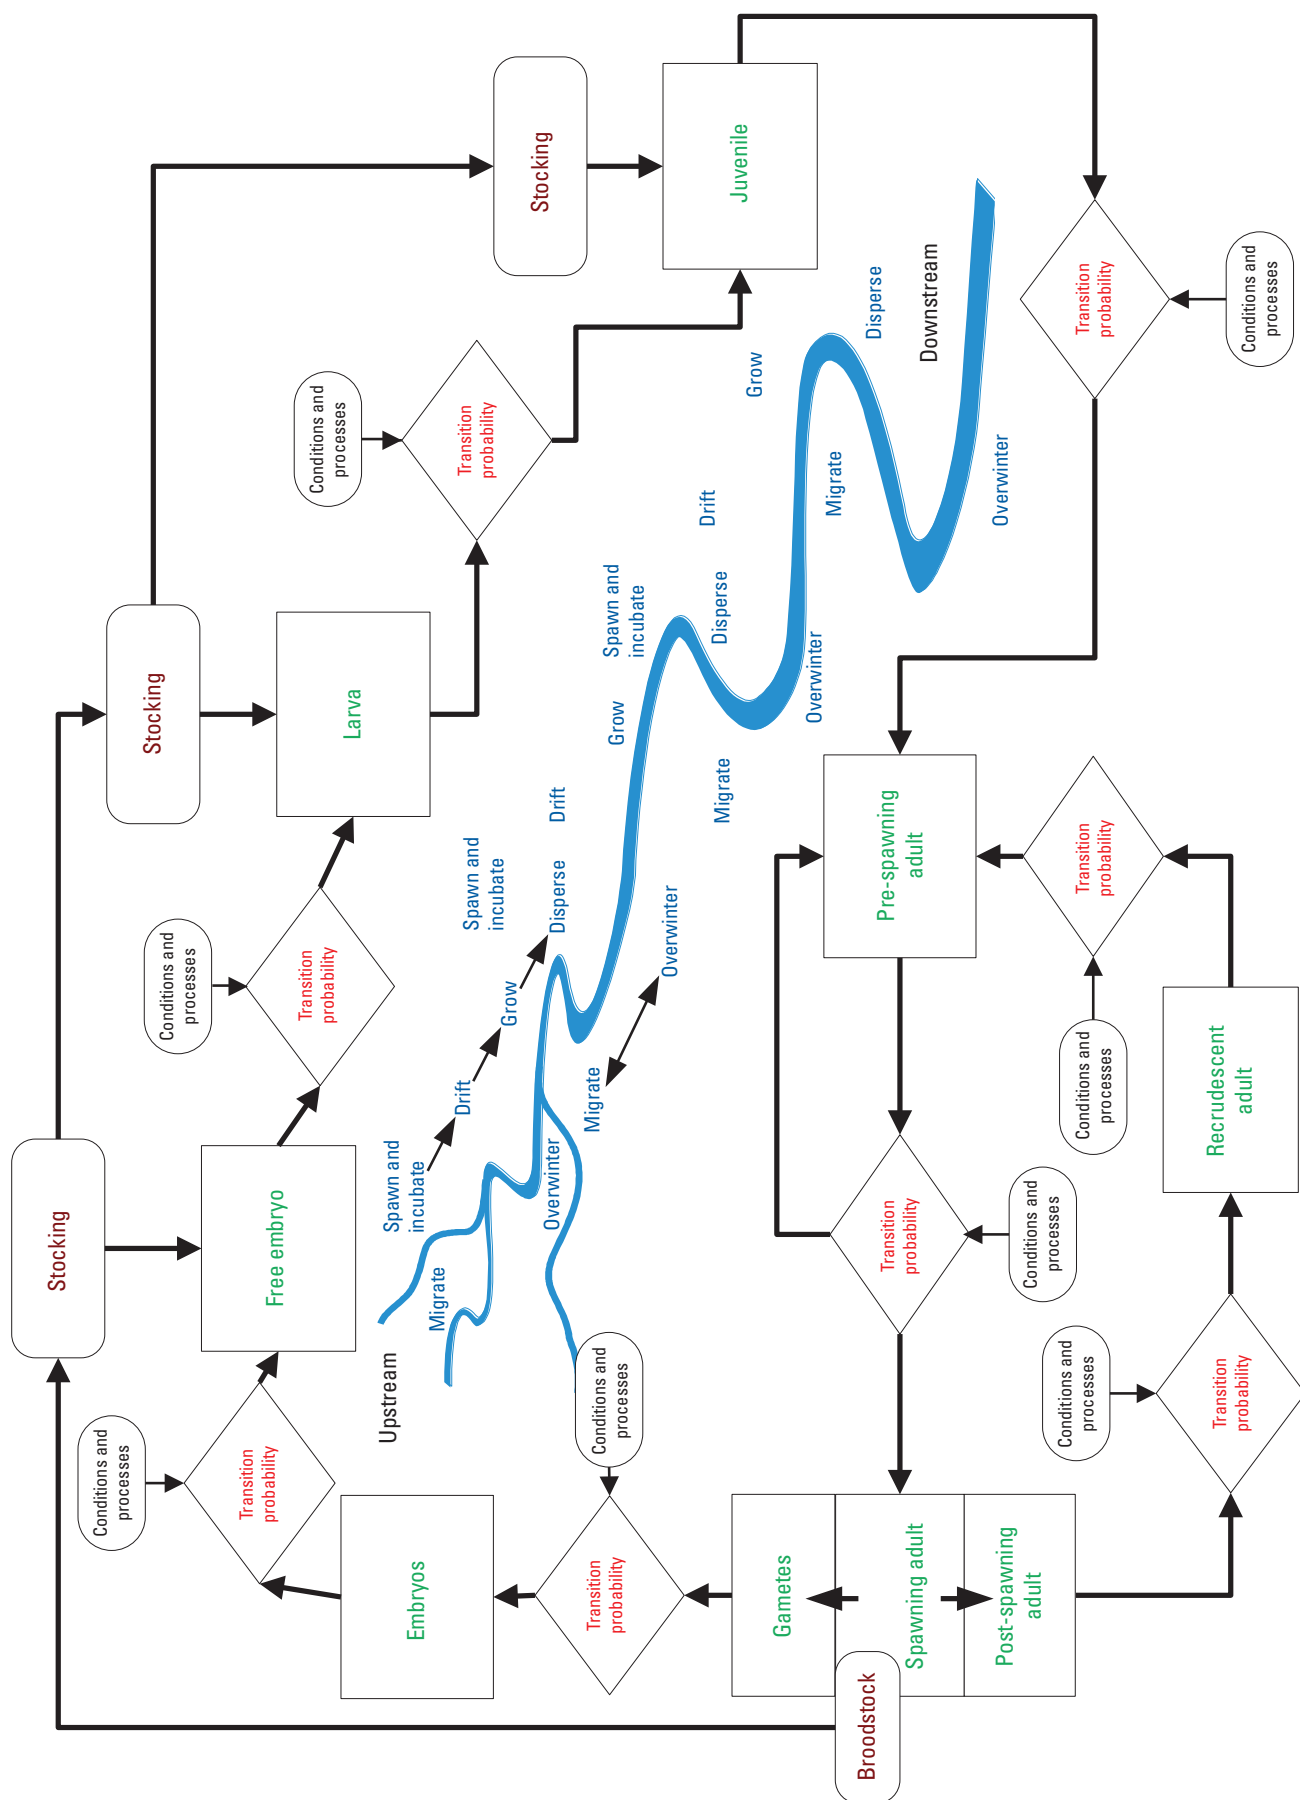 Broodstock
Stocking
Stocking
Stocking
Conditions and
processes
Transition
probability
Free embryo
Conditions and
processes
Transition
probability
Larva
Conditions and
processes
Transition
probability
Juvenile
Embryos
Conditions and
processes
Transition
probability
Gametes
Spawning adult
Post-spawning
adult
Upstream
Migrate
Spawn and
incubate
Drift
Grow
Disperse
Spawn and
incubate
Drift
Overwinter
Migrate
Overwinter
Grow
Spawn and
incubate
Disperse
Drift
Migrate
Overwinter
Migrate
Grow
Disperse
Overwinter
Downstream
Transition
probability
Conditions and
processes
Pre-spawning
adult
Transition
probability
Conditions and
processes
Transition
probability
Conditions and
processes
Recrudescent
adult
Transition
probability
Conditions and
processes